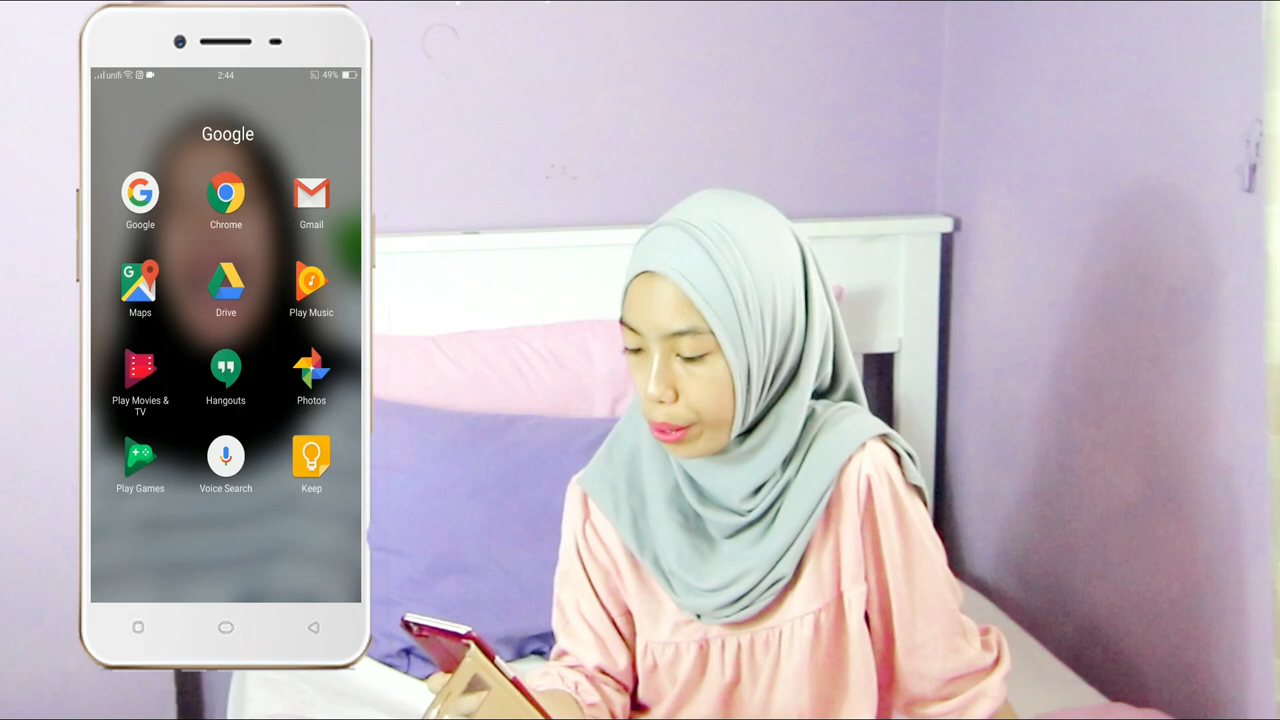 unifi 2:44 49%
Google
Google Chrome Gmail
Maps Drive Play Music
Play Movies & Hangouts Photos
TV
Play Games Voice Search Keep